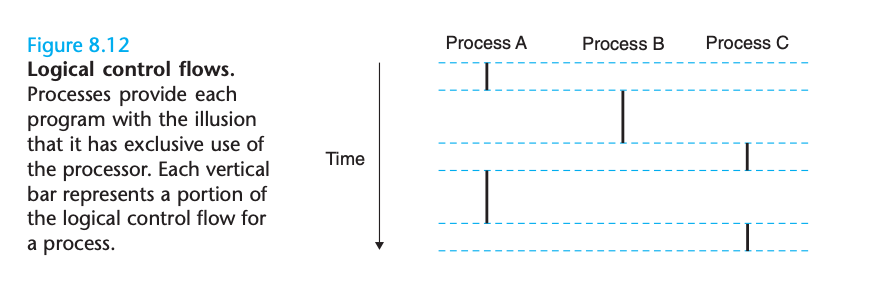 Figure 8.12
Logical control flows.
Processes provide each
program with the illusion
that it has exclusive use of
the processor. Each vertical
bar represents a portion of
the logical control flow for
a process.
Process A Process B Process C
Time